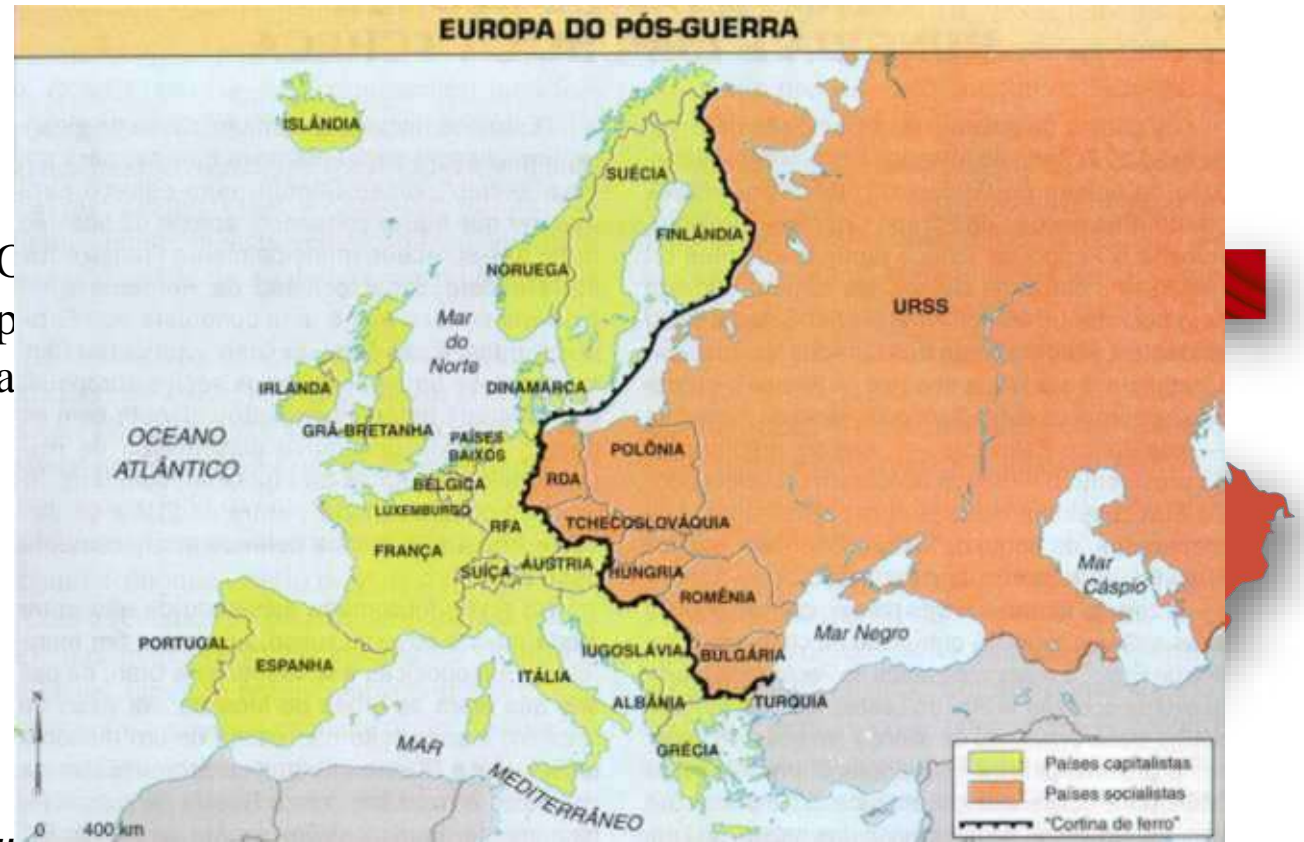 EUROPA DO PÓS-GUERRA
ISLÂNDIA
SUÉCIA
FINLÂNDIA
NORUEGA
C
p
a
URSS
Mar
do
Norte
DINAMARCA
IRLANDA
GRÃ-BRETANHA
OCEANO
ATLÂNTICO
PAÍSES
BAIXOS
POLÔNIA
BÉLGICA
RDA
LUXEMBURGO
RFA
TCHECOSLOVÁQUIA
FRANÇA
SUÍÇA
ÁUSTRIA
HUNGRIA
ROMÊNIA
Mar
Cáspio
Mar Negro
PORTUGAL
ESPANHA
ITÁLIA
IUGOSLÁVIA
BULGÁRIA
ALBÂNIA
TURQUIA
GRÉCIA
MAR
MEDITERRÂNEO
N
0 400 km
Países capitalistas
Países socialistas
"Cortina de ferro"